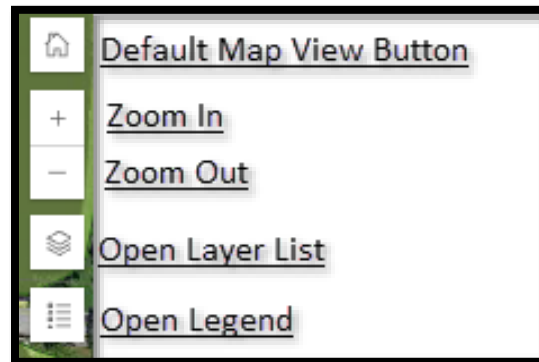 Default Map View Button
Zoom In
Zoom Out
Open Layer List
Open Legend